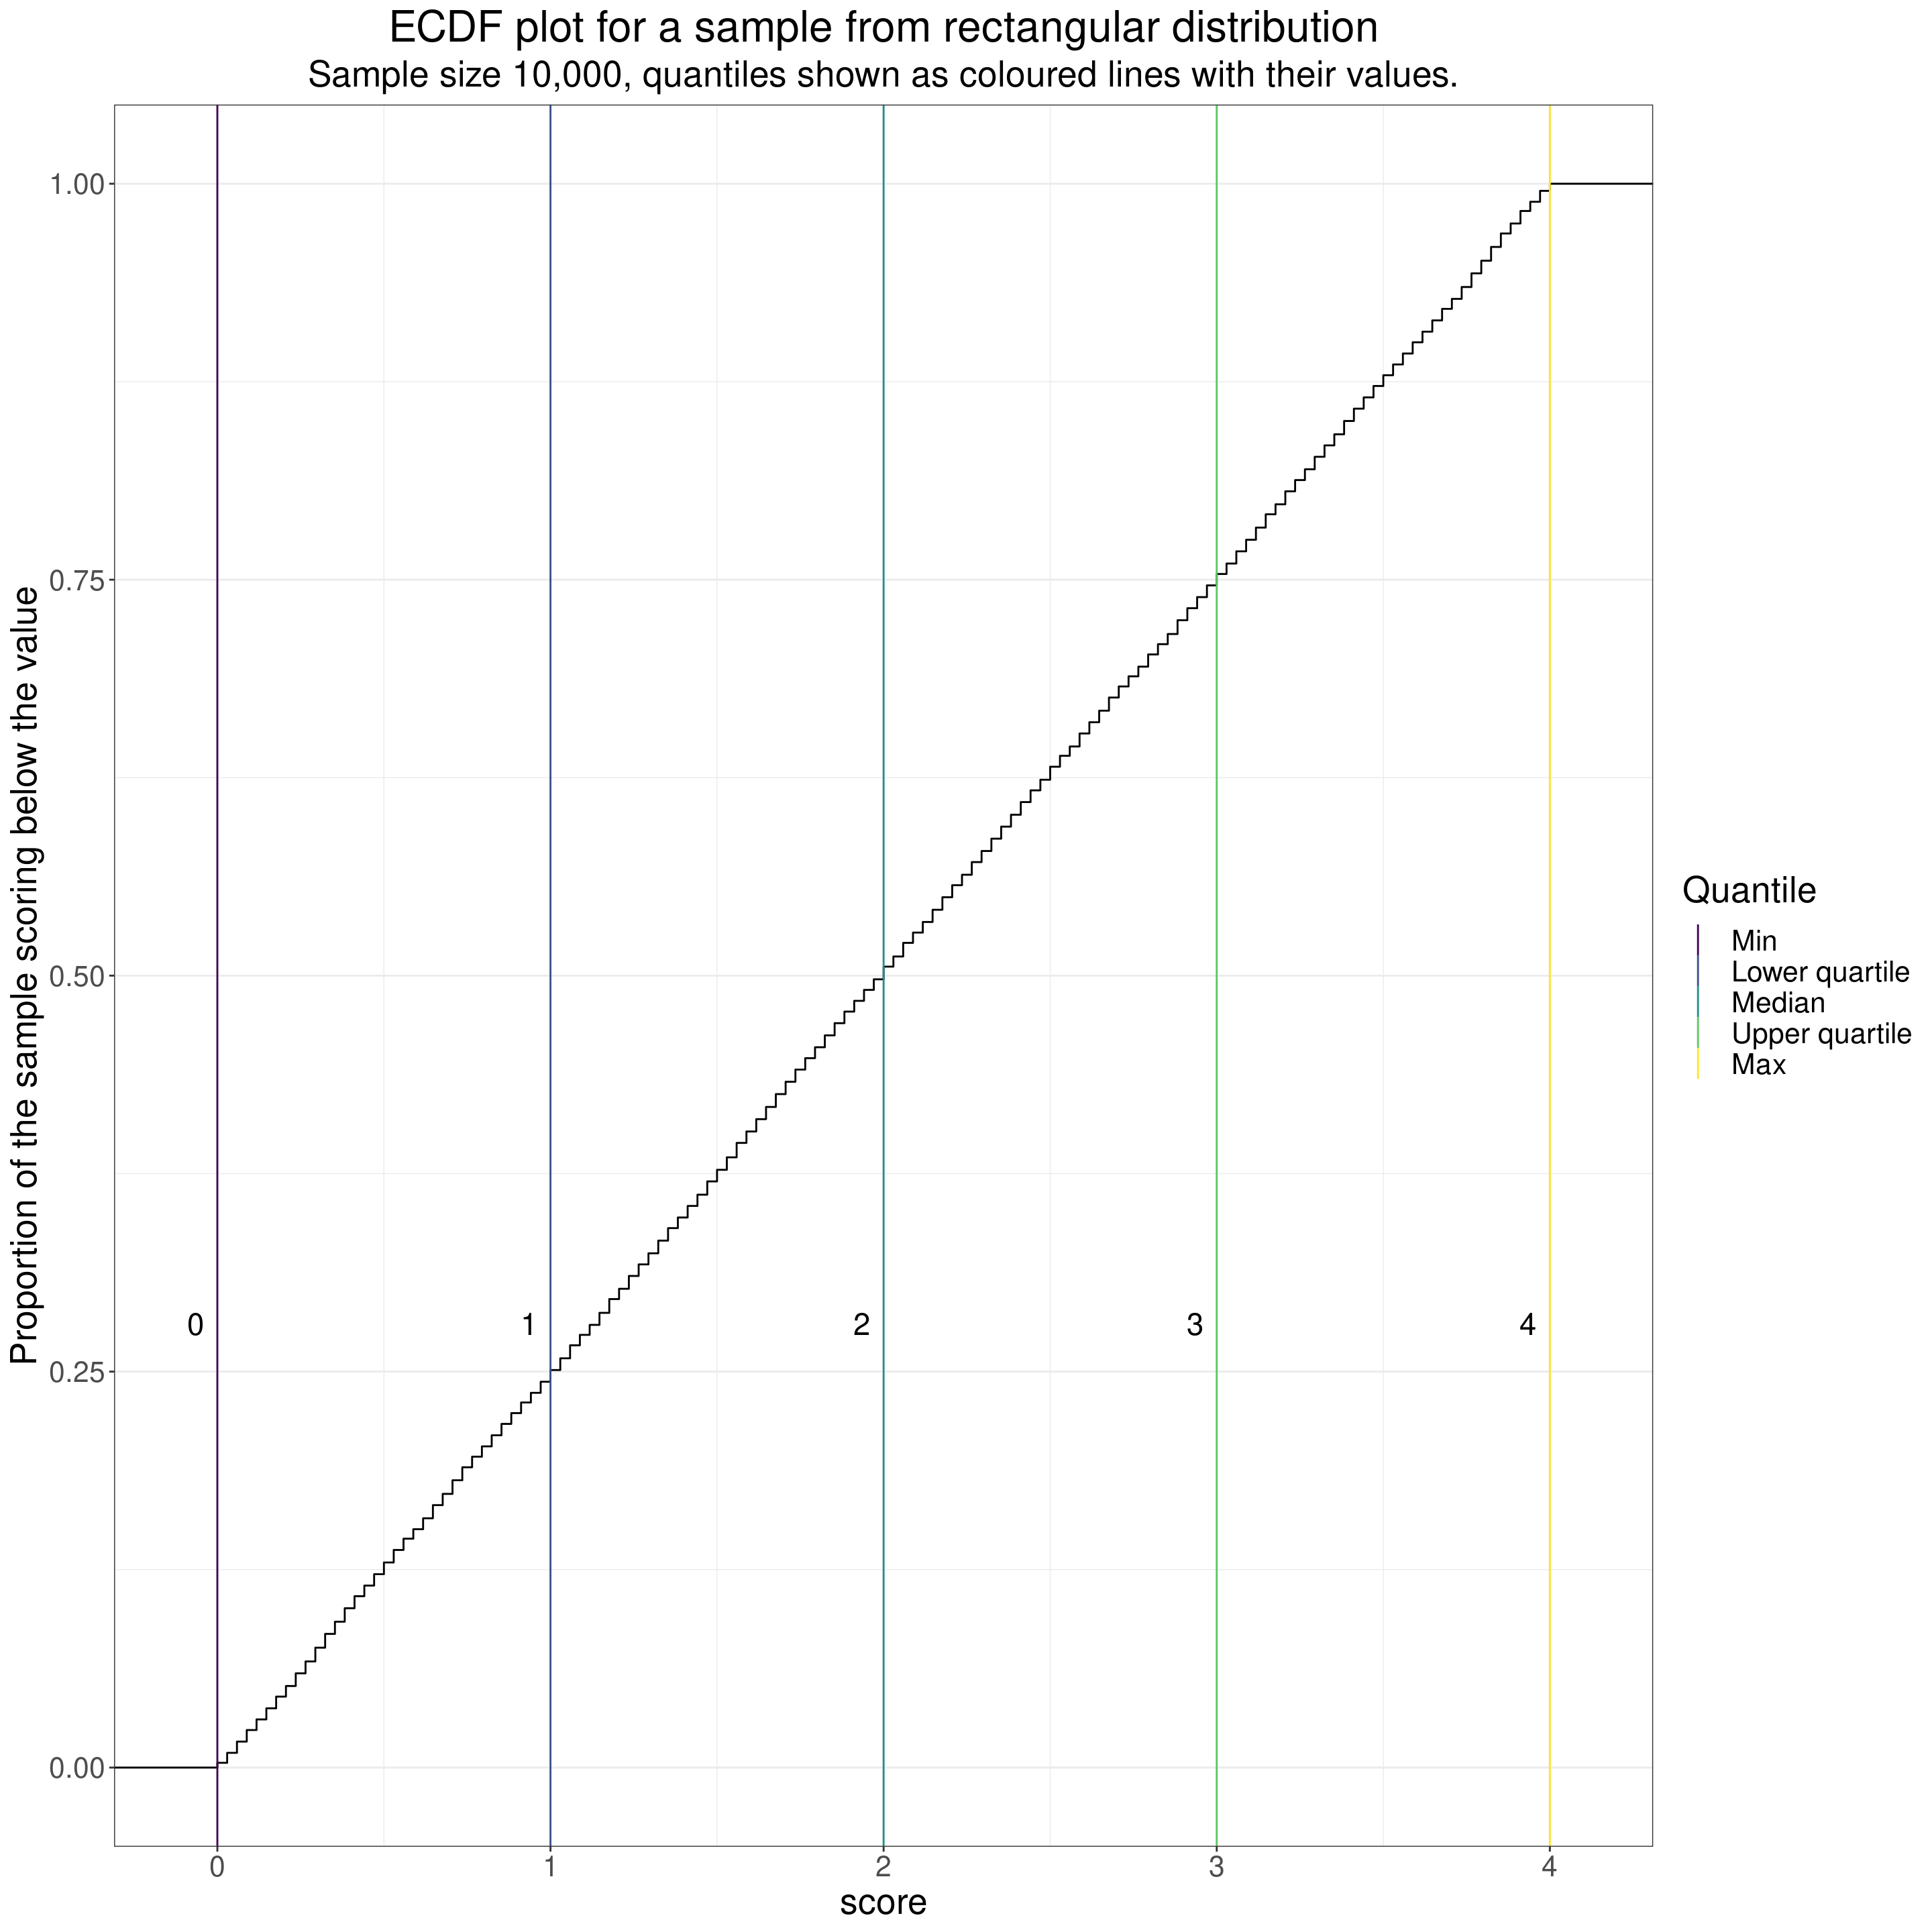 ECDF plot for a sample from rectangular distribution
Sample size 10,000, quantiles shown as coloured lines with their values.
Proportion of the sample scoring below the value
1.00
0.75
0.50
0.25
0.00
0 1 2 3 4
0 1 2 3 4
score
Quantile
Min
Lower quartile
Median
Upper quartile
Max